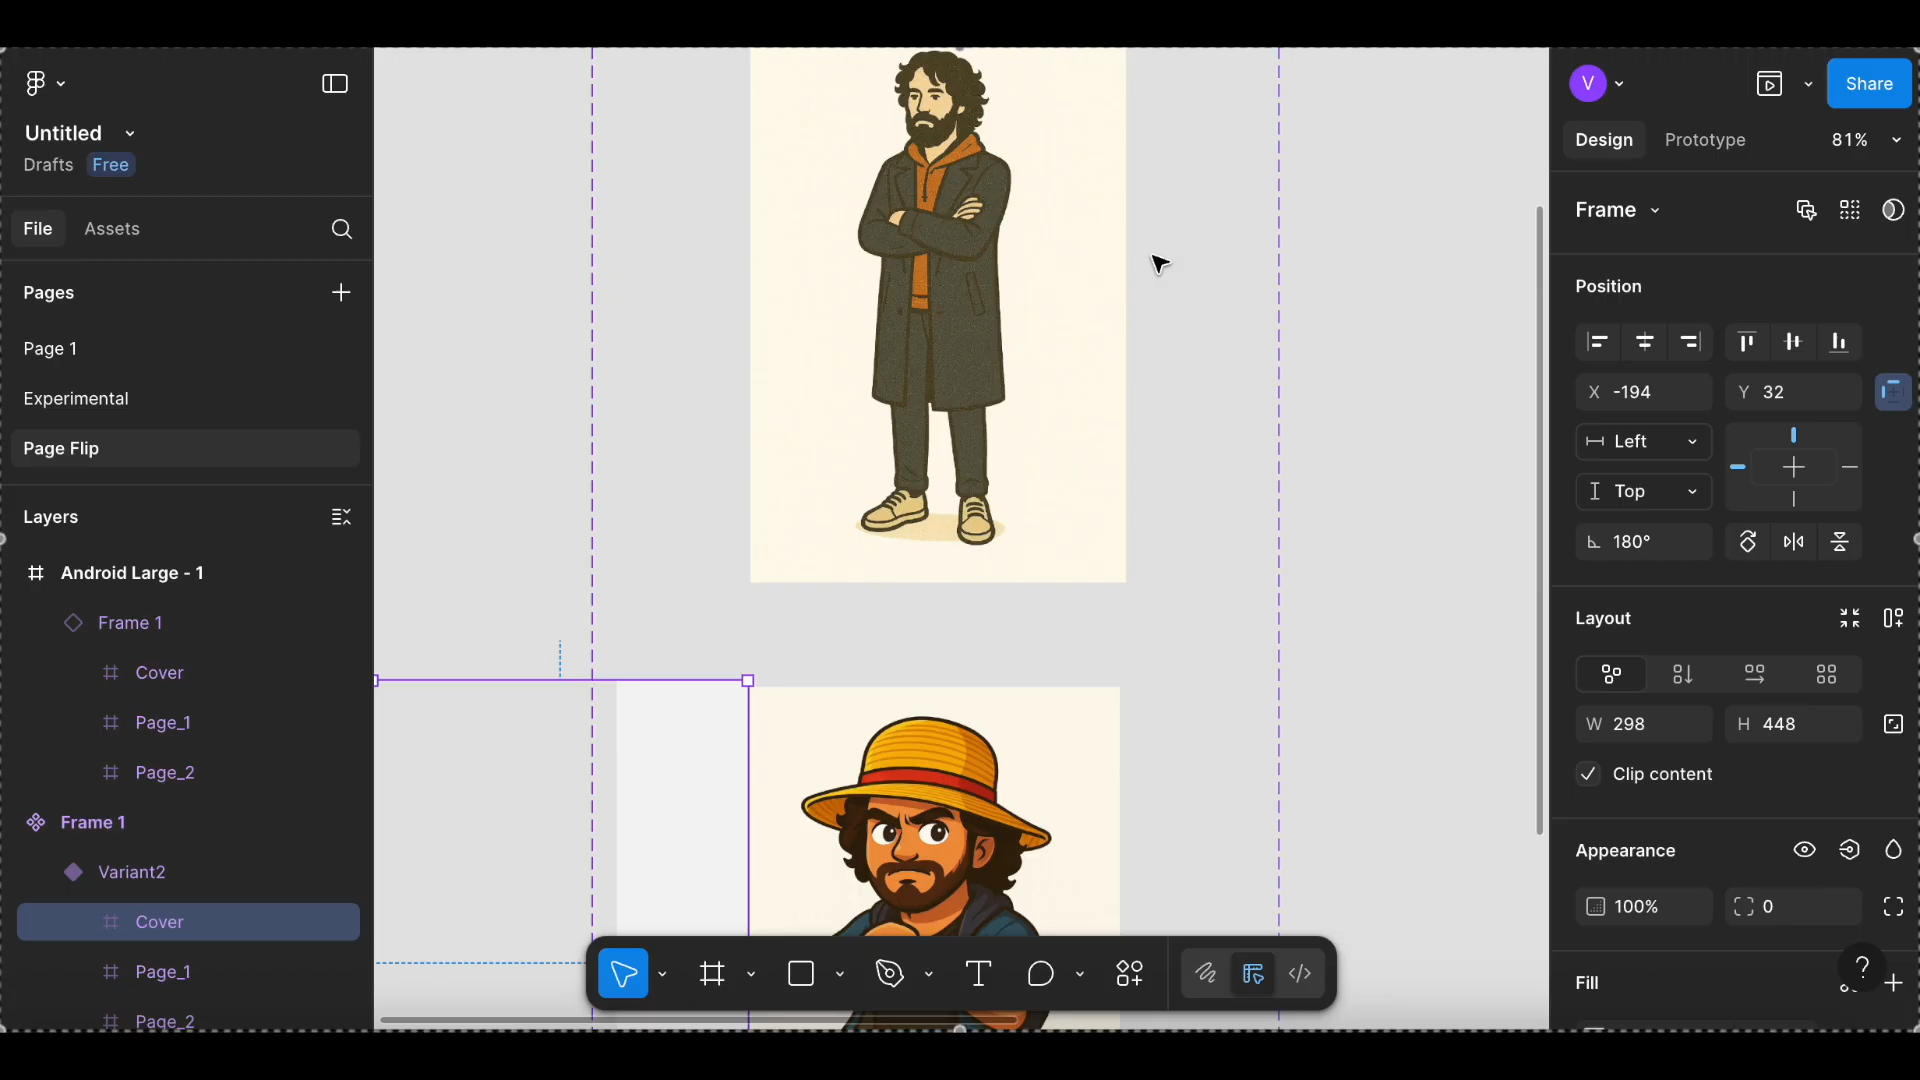 Untitled
Drafts Free
File Assets
Pages
Page 1
Experimental
Page Flip
Layers
Android Large - 1
Frame 1
Cover
Page_1
Page_2
Frame 1
Variant2
Cover
Page_1
Page_2
V
Share
Design Prototype 81%
Frame
Position
X -194 Y 32
Left
Top
180°
Layout
W 298 H 448
Clip content
Appearance
100% 0
Fill
?